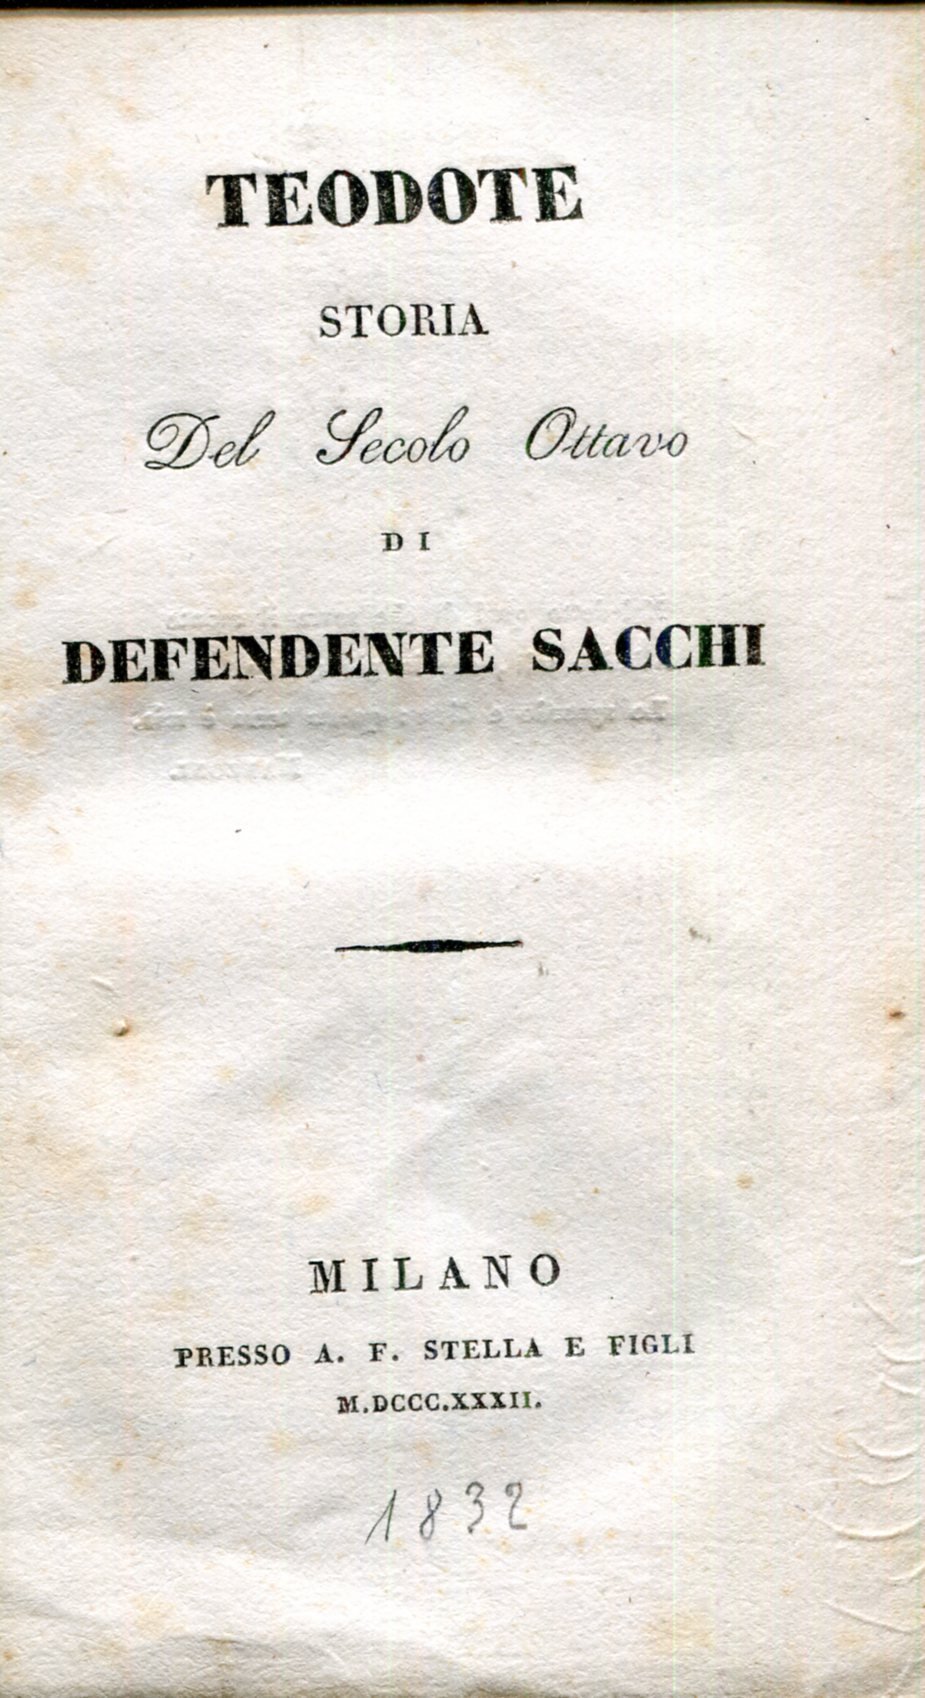 TEODOTE
STORIA
Del Secolo Ottavo
DI
DEFENDENTE SACCHI
MILANO
PRESSO A. F. STELLA E FIGLI
M.DCCC.XXXII.
1832